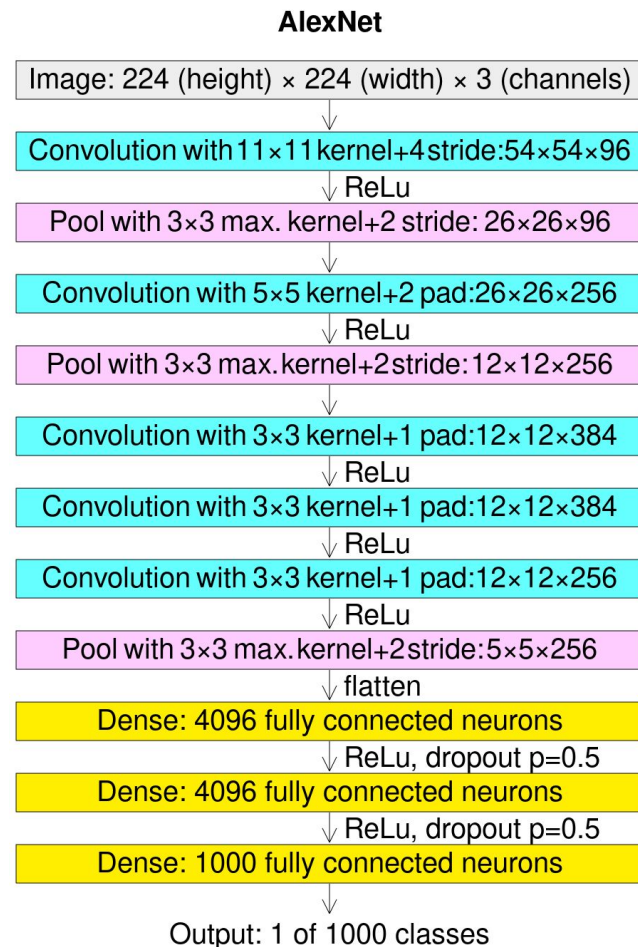 AlexNet
Image: 224 (height) × 224 (width) × 3 (channels)
Convolution with 11×11 kernel+4 stride:54×54×96
ReLu
Pool with 3×3 max. kernel+2 stride: 26×26×96
Convolution with 5×5 kernel+2 pad:26×26×256
ReLu
Pool with 3×3 max.kernel+2stride:12×12×256
Convolution with 3×3 kernel+1 pad:12×12×384
ReLu
Convolution with 3×3 kernel+1 pad:12×12×384
ReLu
Convolution with 3×3 kernel+1 pad:12×12×256
ReLu
Pool with 3×3 max.kernel+2stride:5×5×256
flatten
Dense: 4096 fully connected neurons
ReLu, dropout p=0.5
Dense: 4096 fully connected neurons
ReLu, dropout p=0.5
Dense: 1000 fully connected neurons
Output: 1 of 1000 classes